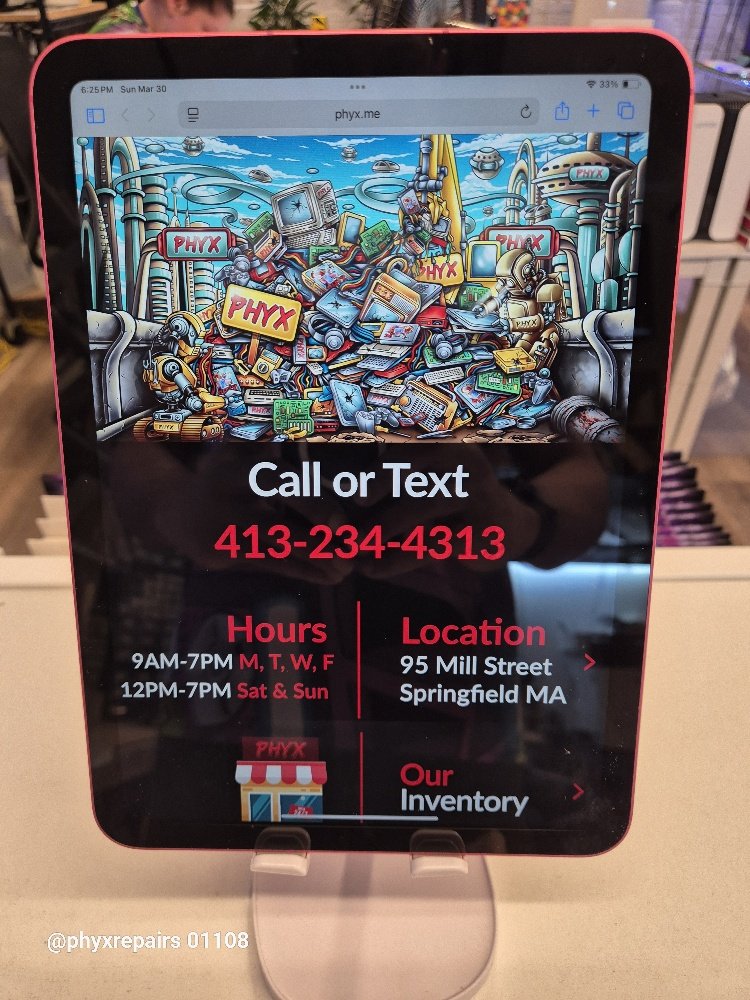 6:25 PM Sun Mar 30
33%
phyx.me
PHYX
PHYX
PHYX
PHYX
PHYX
PHYX
PHYX
Call or Text
413-234-4313
Hours
9AM-7PM M, T, W, F
12PM-7PM Sat & Sun
Location
95 Mill Street
Springfield MA
PHYX
Our
Inventory
@phyxrepairs 01108